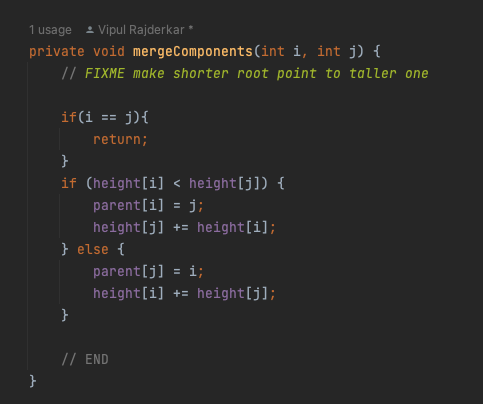 1 usage Vipul Rajderkar *
private void mergeComponents(int i, int j) {
// FIXME make shorter root point to taller one
if(i == j){
return;
}
if (height[i] < height[j]) {
parent[i] = j;
height[j] += height[i];
} else {
parent[j] = i;
height[i] += height[j];
}
// END
}